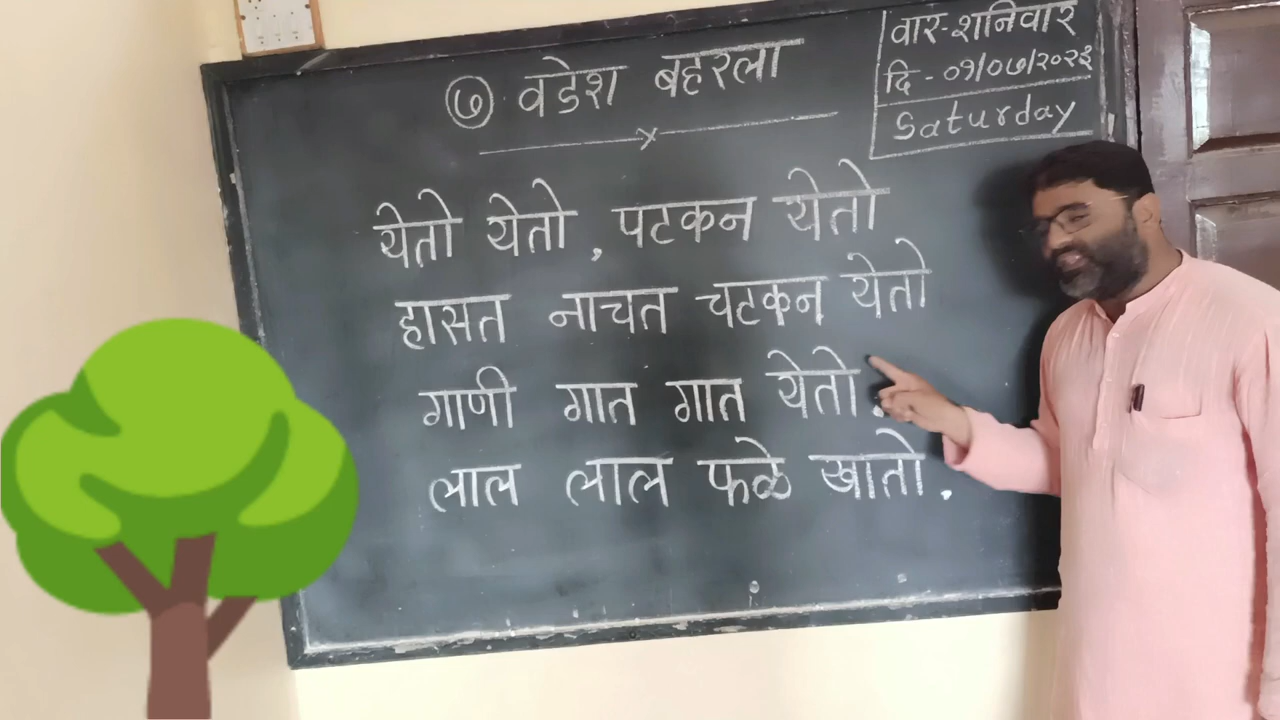 ७ वडेश बहरला
वार-शनिवार
दि - ०१/०७/२०२३
Saturday
येतो येतो, पटकन येतो
हासत नाचत चटकन येतो
गाणी गात गात येतो.
लाल लाल फळे खातो.